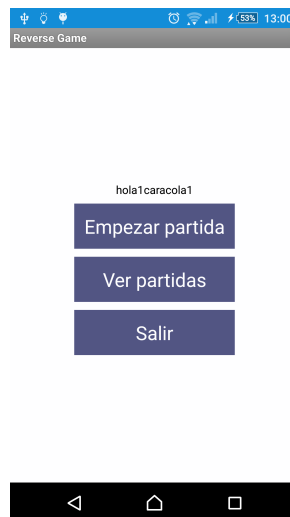 53% 13:00
Reverse Game
hola1caracola1
Empezar partida
Ver partidas
Salir